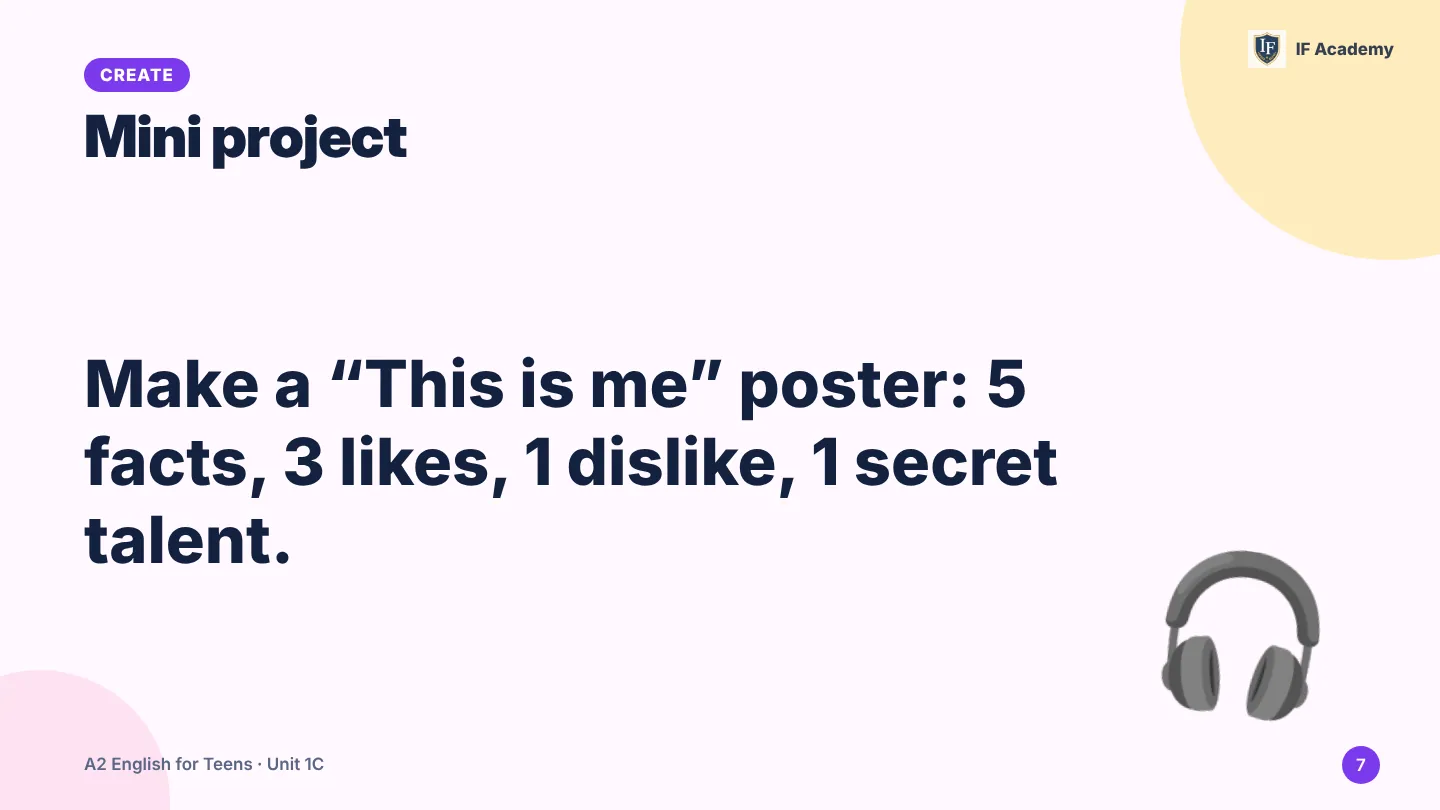 IF
IF Academy
CREATE
Mini project
Make a “This is me” poster: 5
facts, 3 likes, 1 dislike, 1 secret
talent.
A2 English for Teens · Unit 1C
7